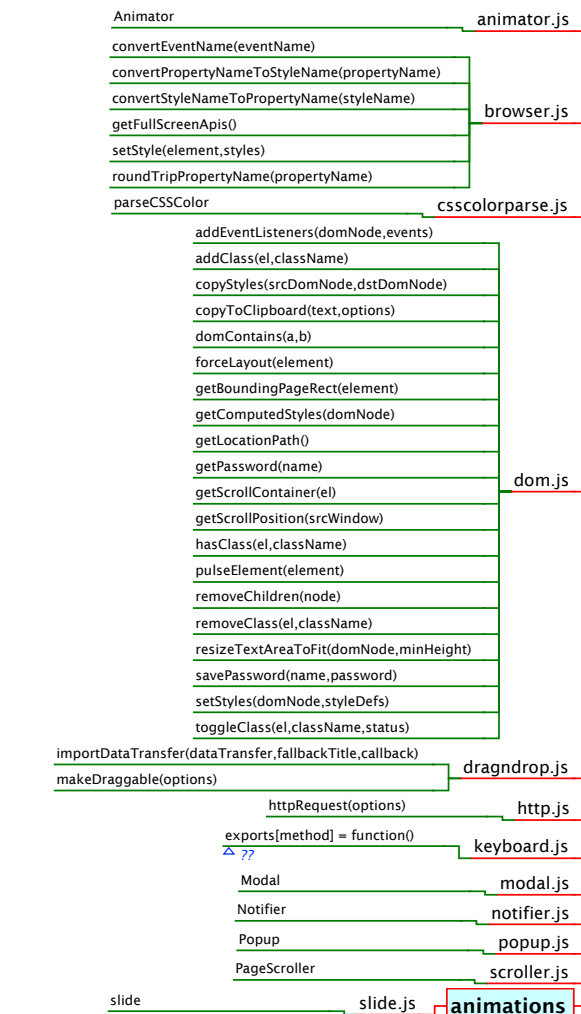 Animator
animator.js
convertEventName(eventName)
convertPropertyNameToStyleName(propertyName)
convertStyleNameToPropertyName(styleName)
browser.js
getFullScreenApis()
setStyle(element,styles)
roundTripPropertyName(propertyName)
parseCSSColor
csscolorparse.js
addEventListeners(domNode,events)
addClass(el,className)
copyStyles(srcDomNode,dstDomNode)
copyToClipboard(text,options)
domContains(a,b)
forceLayout(element)
getBoundingPageRect(element)
getComputedStyles(domNode)
getLocationPath()
getPassword(name)
dom.js
getScrollContainer(el)
getScrollPosition(srcWindow)
hasClass(el,className)
pulseElement(element)
removeChildren(node)
removeClass(el,className)
resizeTextAreaToFit(domNode,minHeight)
savePassword(name,password)
setStyles(domNode,styleDefs)
toggleClass(el,className,status)
importDataTransfer(dataTransfer,fallbackTitle,callback)
dragndrop.js
makeDraggable(options)
httpRequest(options)
http.js
exports[method] = function()
keyboard.js
??
Modal
modal.js
Notifier
notifier.js
Popup
popup.js
PageScroller
scroller.js
slide
slide.js
animations